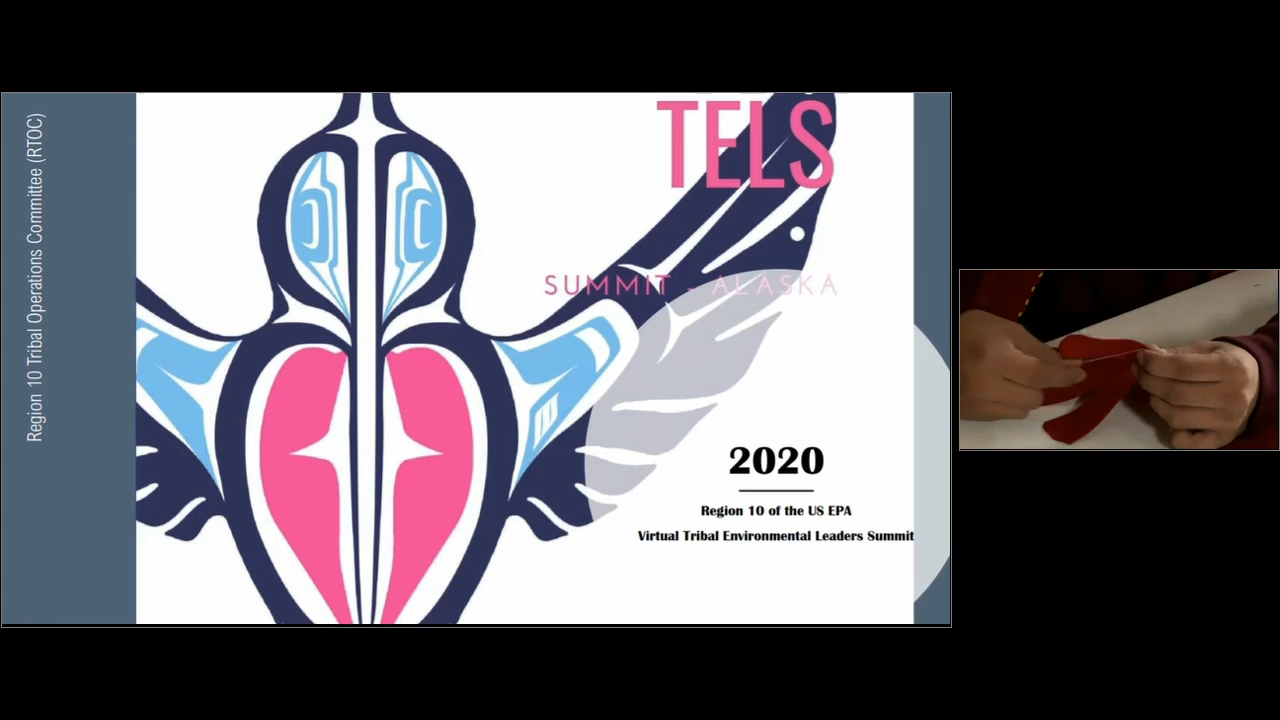 Region 10 Tribal Operations Committee (RTOC)
TELS
SUMMIT - ALASKA
2020
Region 10 of the US EPA
Virtual Tribal Environmental Leaders Summit